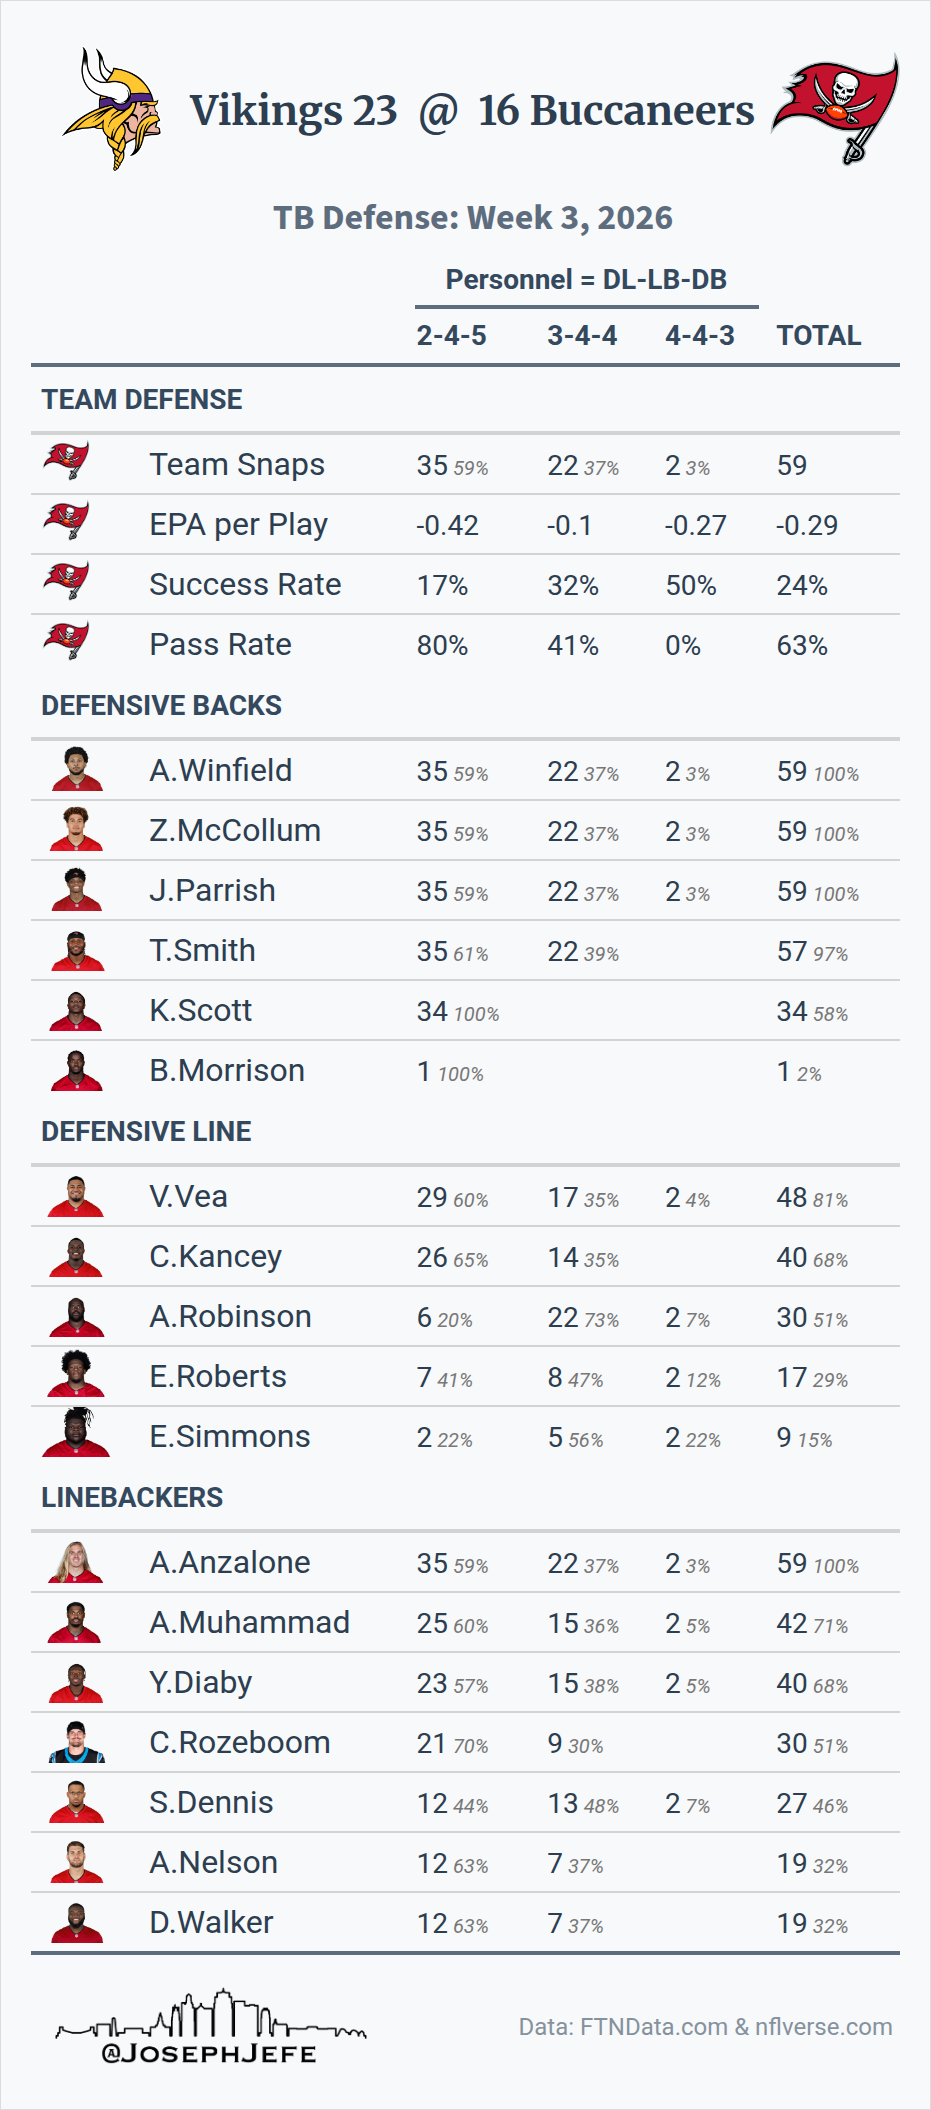 Vikings 23 @ 16 Buccaneers
TB Defense: Week 3, 2026
Personnel = DL-LB-DB
2-4-5 3-4-4 4-4-3 TOTAL
TEAM DEFENSE
Team Snaps 35 59% 22 37% 2 3% 59
EPA per Play -0.42 -0.1 -0.27 -0.29
Success Rate 17% 32% 50% 24%
Pass Rate 80% 41% 0% 63%
DEFENSIVE BACKS
A.Winfield 35 59% 22 37% 2 3% 59 100%
Z.McCollum 35 59% 22 37% 2 3% 59 100%
J.Parrish 35 59% 22 37% 2 3% 59 100%
T.Smith 35 61% 22 39% 57 97%
K.Scott 34 100% 34 58%
B.Morrison 1 100% 1 2%
DEFENSIVE LINE
V.Vea 29 60% 17 35% 2 4% 48 81%
C.Kancey 26 65% 14 35% 40 68%
A.Robinson 6 20% 22 73% 2 7% 30 51%
E.Roberts 7 41% 8 47% 2 12% 17 29%
E.Simmons 2 22% 5 56% 2 22% 9 15%
LINEBACKERS
A.Anzalone 35 59% 22 37% 2 3% 59 100%
A.Muhammad 25 60% 15 36% 2 5% 42 71%
Y.Diaby 23 57% 15 38% 2 5% 40 68%
C.Rozeboom 21 70% 9 30% 30 51%
S.Dennis 12 44% 13 48% 2 7% 27 46%
A.Nelson 12 63% 7 37% 19 32%
D.Walker 12 63% 7 37% 19 32%
@JosephJefe
Data: FTNData.com & nflverse.com